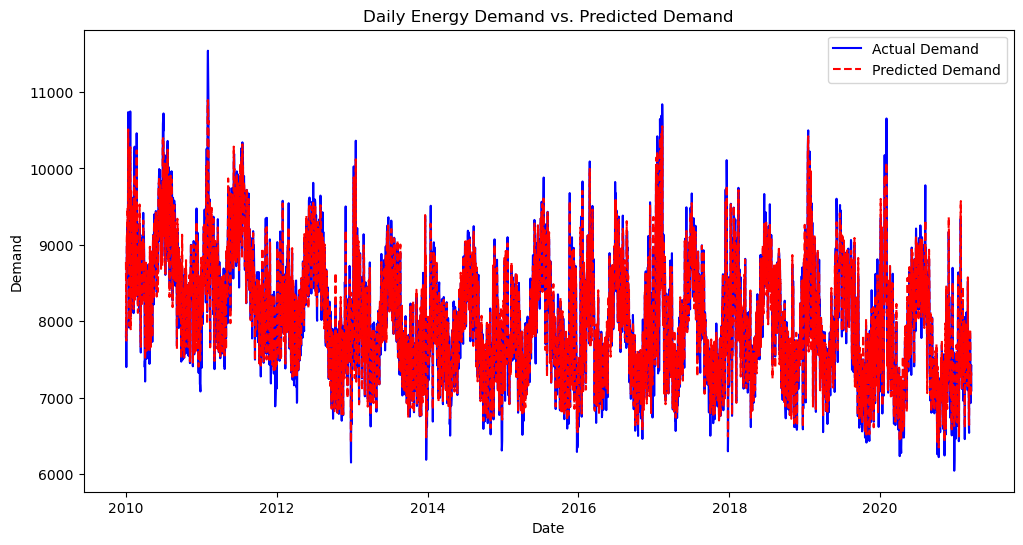 Daily Energy Demand vs. Predicted Demand
Actual Demand
Predicted Demand
11000
10000
9000
8000
7000
6000
Demand
2010
2012
2014
2016
2018
2020
Date